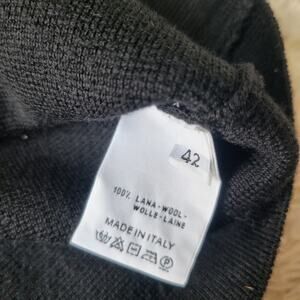 42
100% LANA-WOOL-
WOLLE-LAINE
MADE IN ITALY
P